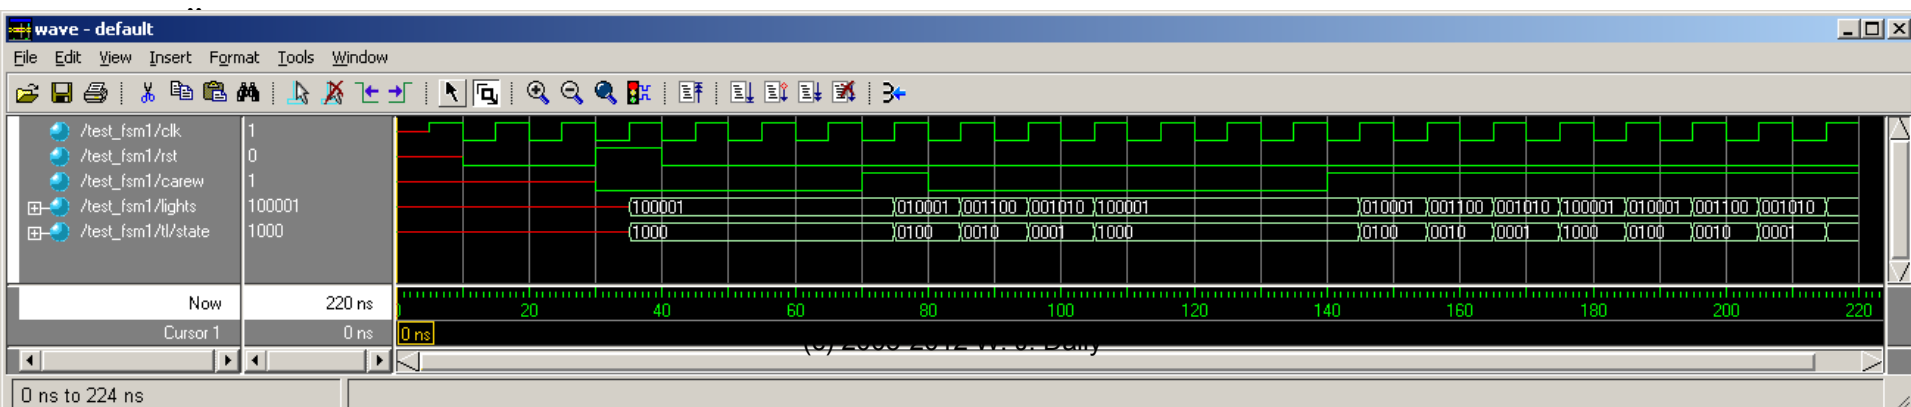 wave - default
File Edit View Insert Format Tools Window
/test_fsm1/clk 1
/test_fsm1/rst 0
/test_fsm1/carew 1
/test_fsm1/lights 100001 100001 010001 001100 001010 100001 010001 001100 001010 100001 010001 001100 001010
/test_fsm1/tl/state 1000 1000 0100 0010 0001 1000 0100 0010 0001 1000 0100 0010 0001
Now 220 ns 20 40 60 80 100 120 140 160 180 200 220
Cursor 1 0 ns 0 ns
0 ns to 224 ns